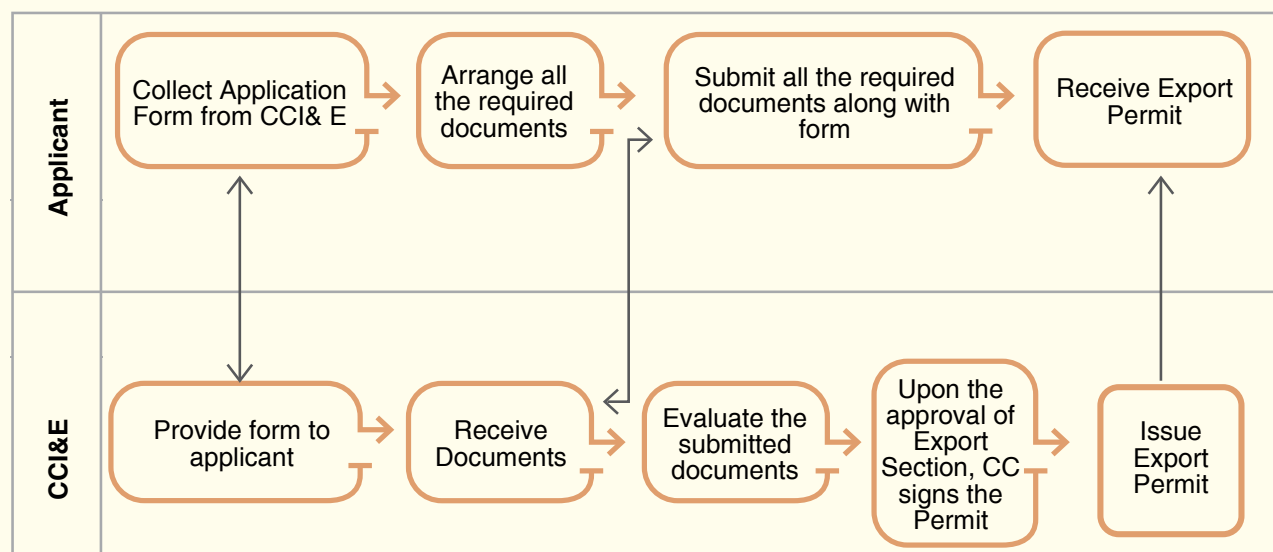 Applicant
Collect Application
Form from CCI& E
Arrange all
the required
documents
Submit all the required
documents along with
form
Receive Export
Permit
CCI&E
Provide form to
applicant
Receive
Documents
Evaluate the
submitted
documents
Upon the
approval of
Export
Section, CC
signs the
Permit
Issue
Export
Permit